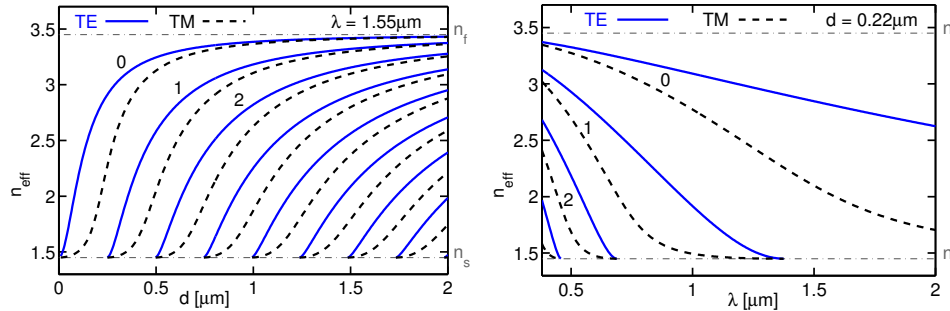 TE TM λ = 1.55μm
3.5
3
2.5
2
1.5
n_eff
0
1
2
n_f
n_s
0 0.5 1 1.5 2
d [μm]
TE TM d = 0.22μm
3.5
3
2.5
2
1.5
n_eff
0
1
2
n
n
0.5 1 1.5 2
λ [μm]